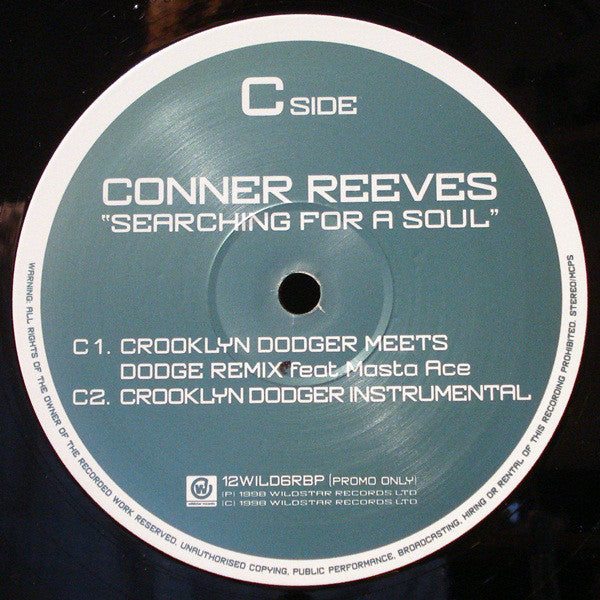 C SIDE
CONNER REEVES
"SEARCHING FOR A SOUL"
C1. CROOKLYN DODGER MEETS
DODGE REMIX feat Masta Ace
C2. CROOKLYN DODGER INSTRUMENTAL
12WILD6RBP (PROMO ONLY)
(P) 1998 WILDSTAR RECORDS LTD
(C) 1998 WILDSTAR RECORDS LTD
WARNING: ALL RIGHTS OF THE OWNER OF THE RECORDED WORK RESERVED. UNAUTHORISED COPYING, PUBLIC PERFORMANCE, BROADCASTING, HIRING OR RENTAL OF THIS RECORDING PROHIBITED. STEREO/MCPS